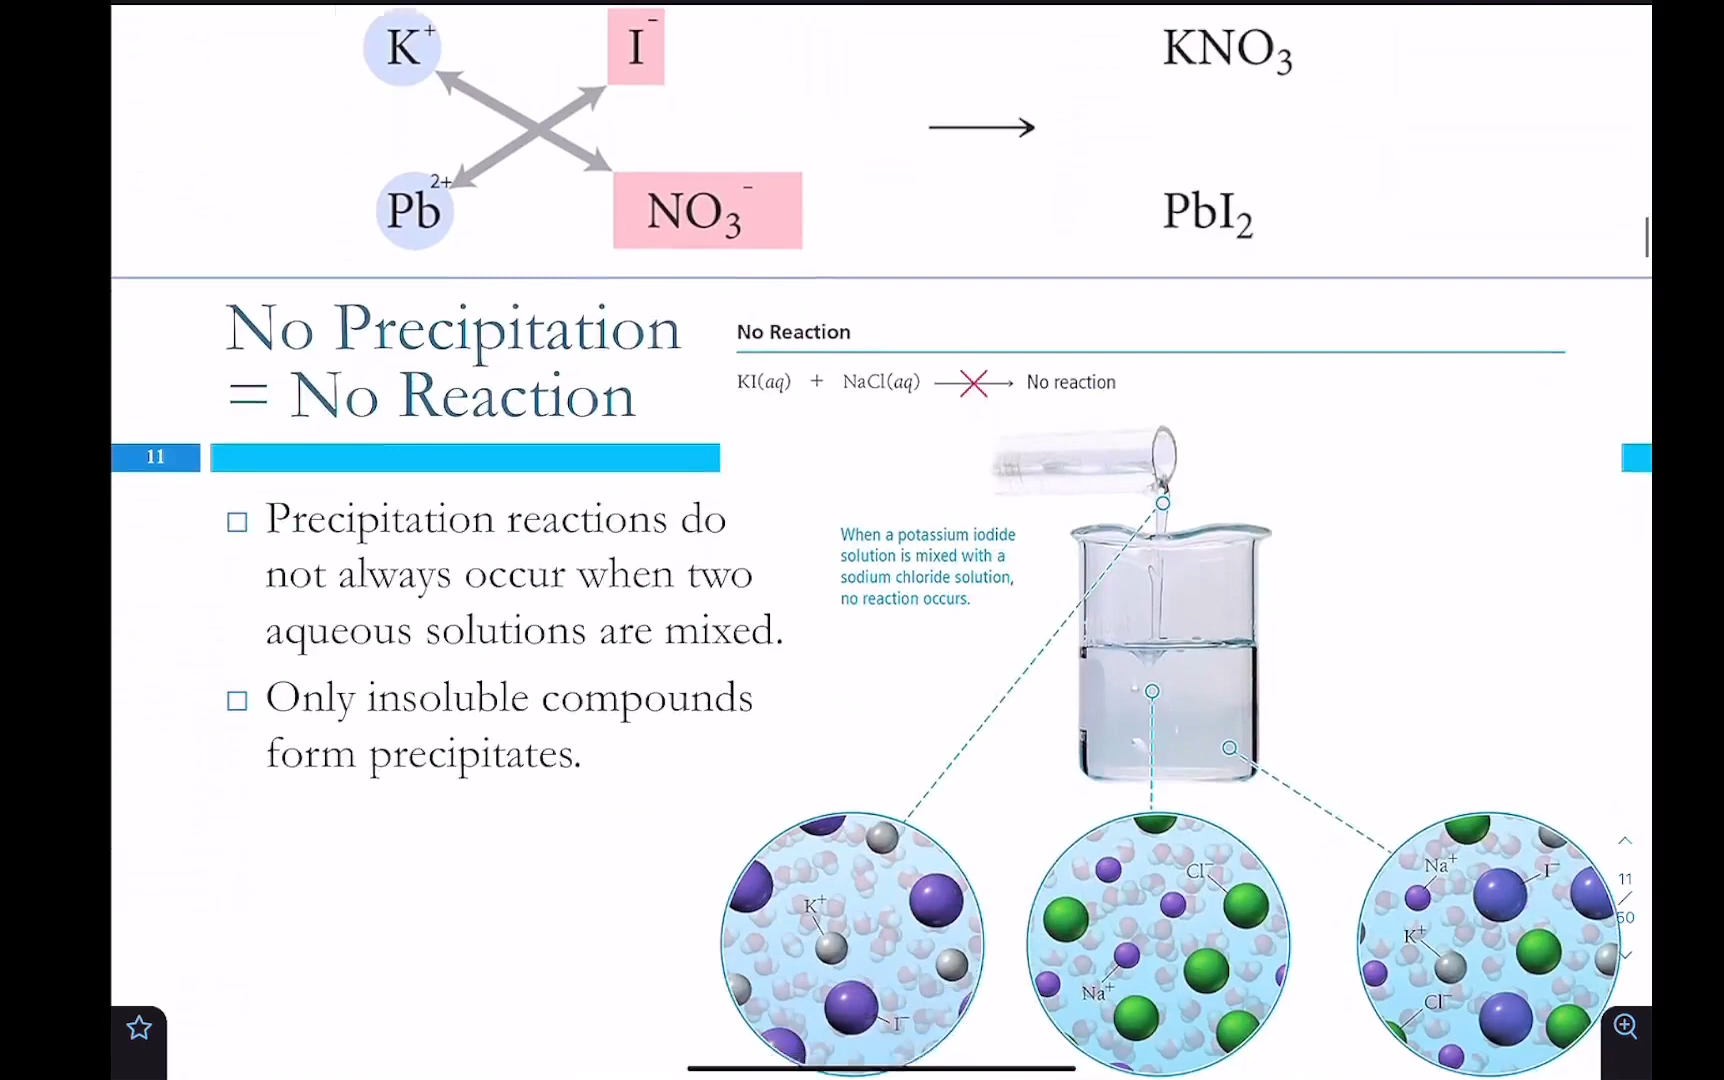 K⁺ I⁻ KNO₃
Pb²⁺ NO₃⁻ PbI₂
No Precipitation
= No Reaction
11
Precipitation reactions do
not always occur when two
aqueous solutions are mixed.
Only insoluble compounds
form precipitates.
No Reaction
KI(aq) + NaCl(aq) → No reaction
When a potassium iodide
solution is mixed with a
sodium chloride solution,
no reaction occurs.
K⁺
I⁻
Cl⁻
Na⁺
Na⁺
I⁻
K⁺
Cl⁻
11
/
50